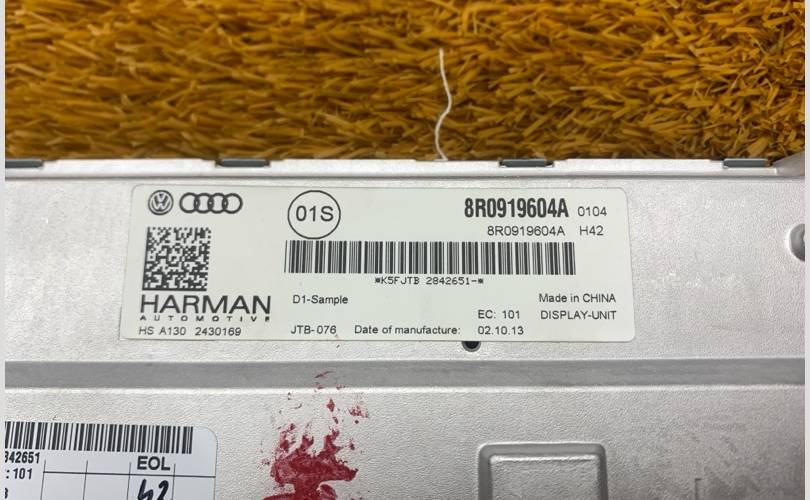 01S
8R0919604A 0104
8R0919604A H42
*K5FJTB 2842651-*
HARMAN
AUTOMOTIVE
D1-Sample
Made in CHINA
EC: 101 DISPLAY-UNIT
HS A130 2430169 JTB-076 Date of manufacture: 02.10.13
842651
: 101
EOL
42